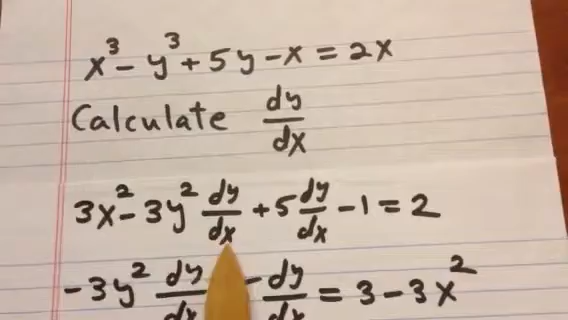 x³ - y³ + 5y - x = 2x
Calculate dy/dx
3x² - 3y² dy/dx + 5 dy/dx - 1 = 2
-3y² dy/dx - dy/dx = 3 - 3x²